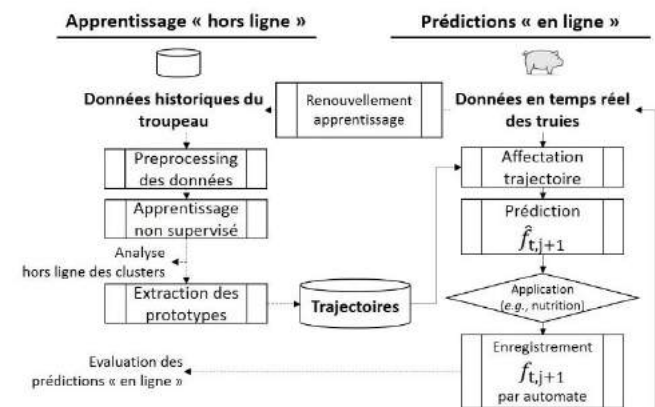 Apprentissage « hors ligne »
Prédictions « en ligne »
Données historiques du
troupeau
Renouvellement
apprentissage
Données en temps réel
des truies
Preprocessing
des données
Apprentissage
non supervisé
Analyse
hors ligne des clusters
Extraction des
prototypes
Trajectoires
Affectation
trajectoire
Prédiction
f̂t,j+1
Application
(e.g., nutrition)
Enregistrement
ft,j+1
par automate
Evaluation des
prédictions « en ligne »